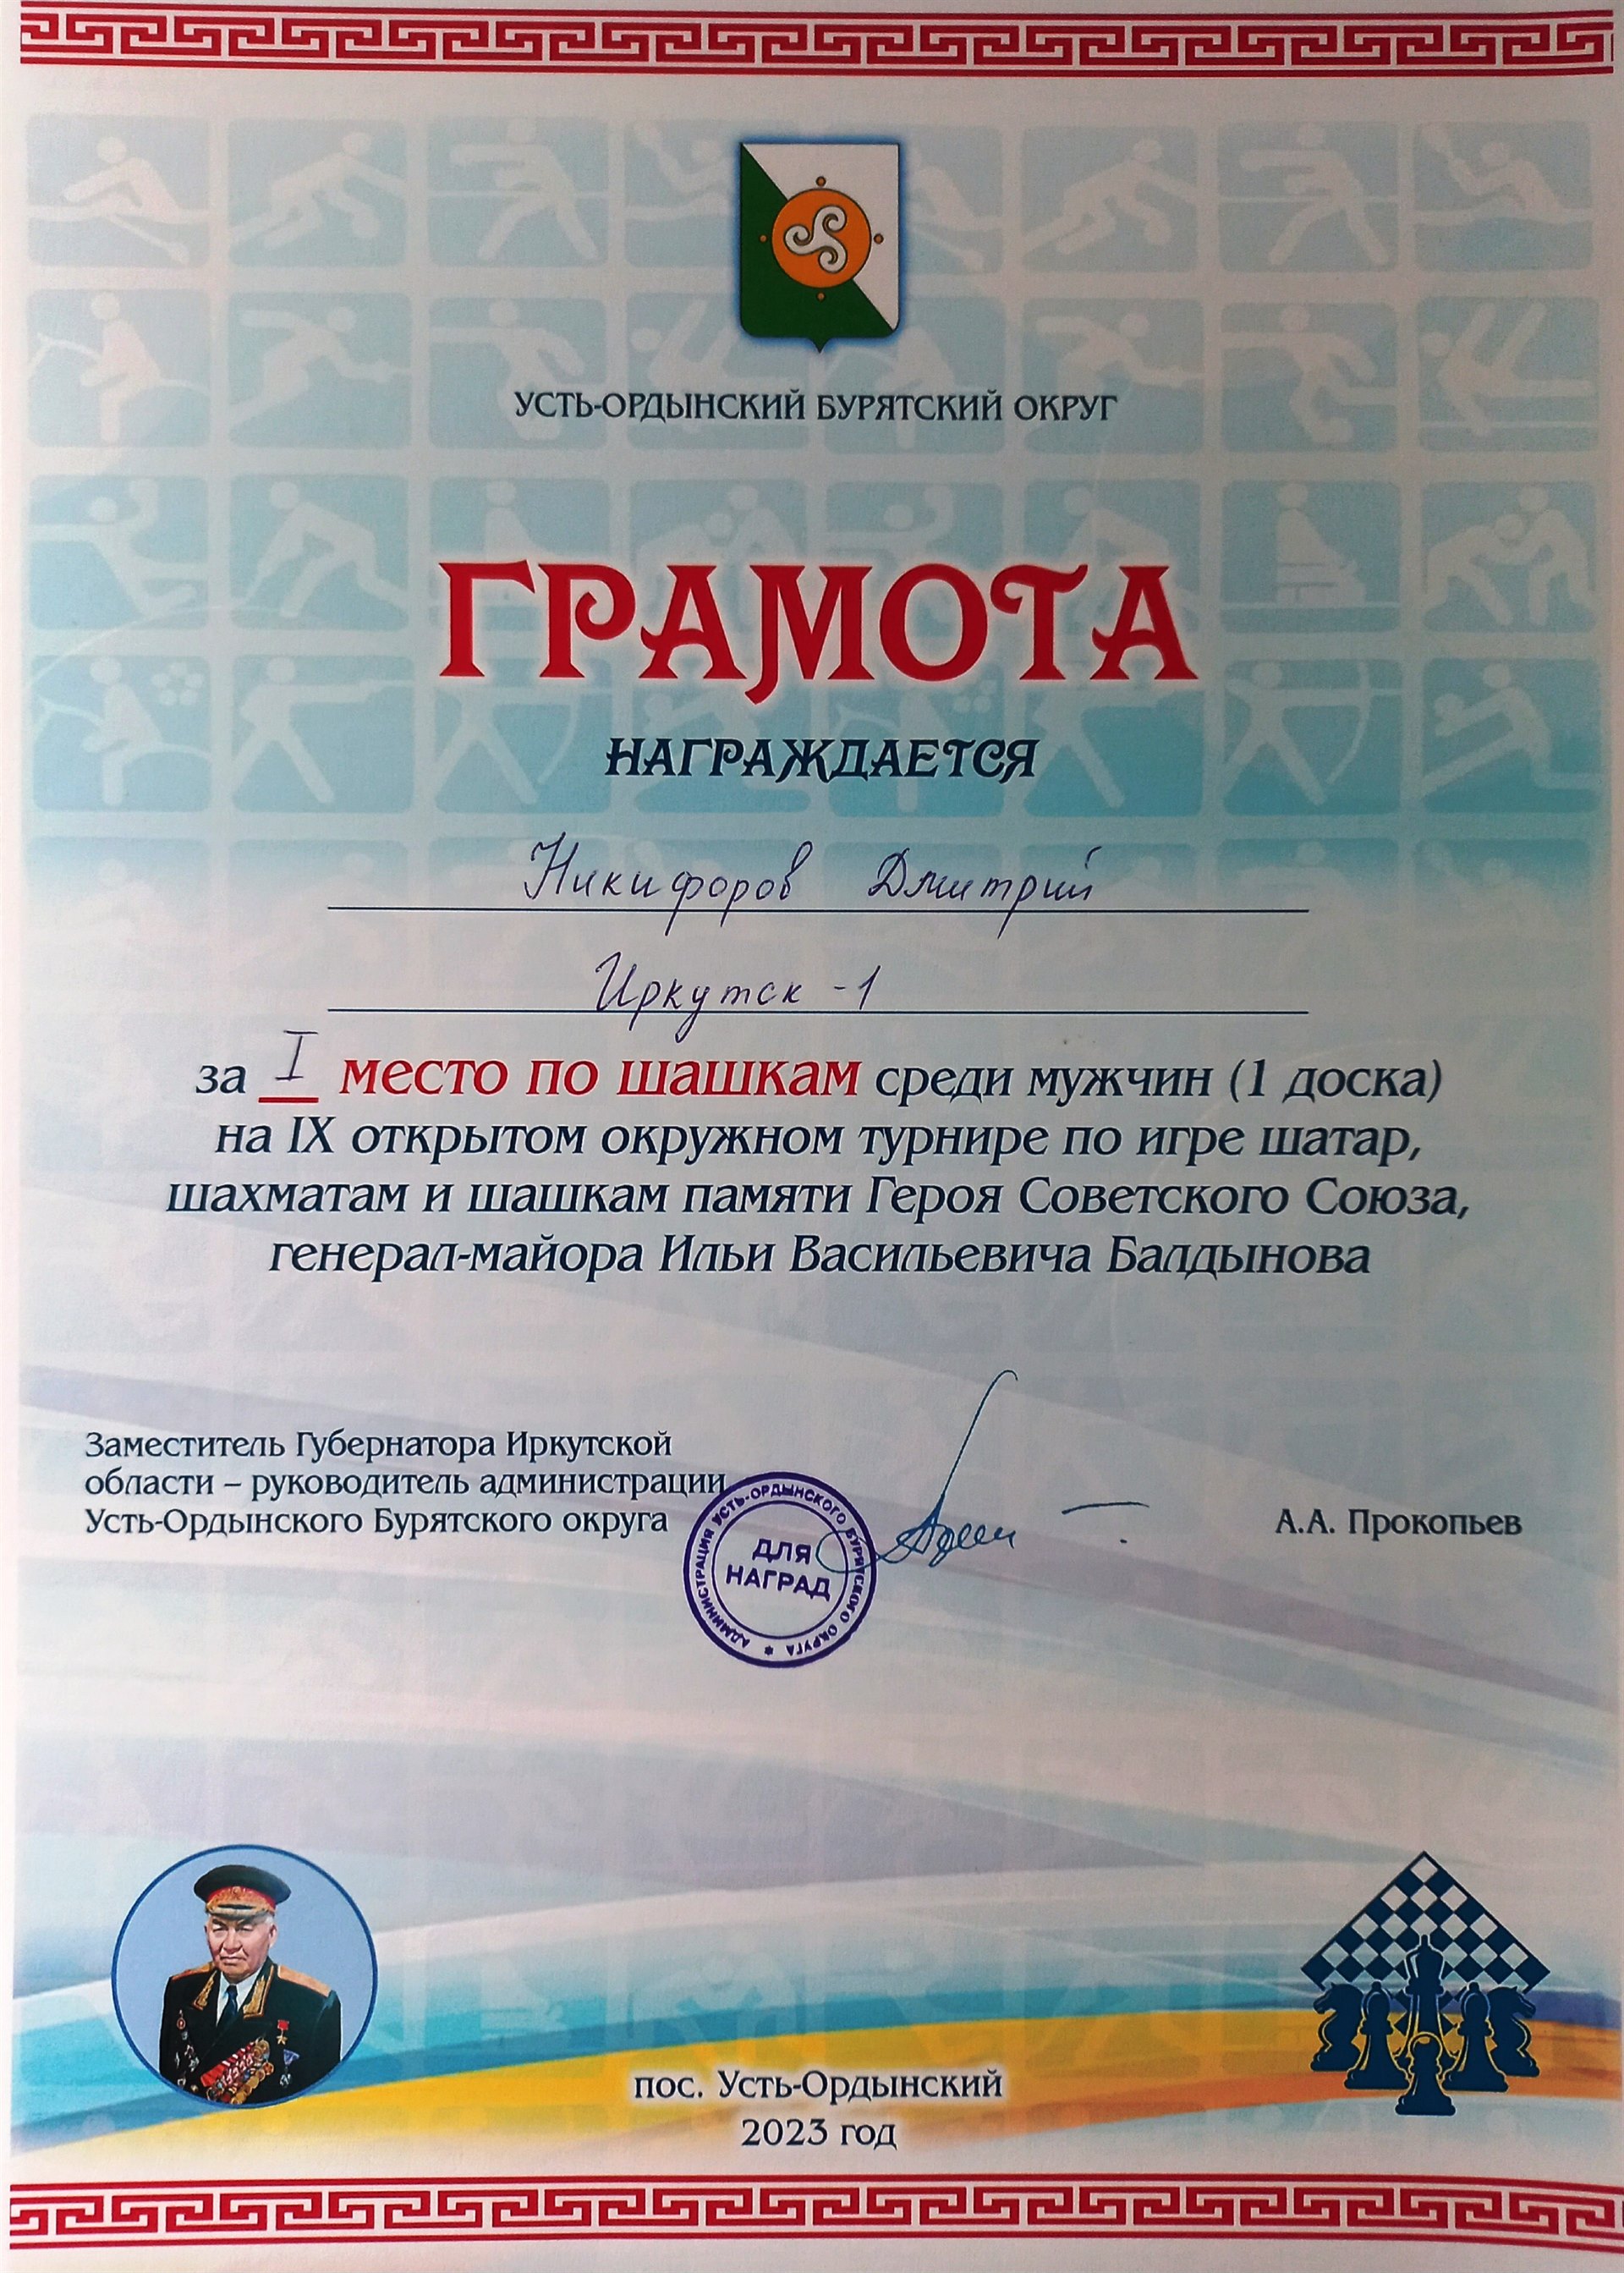 УСТЬ-ОРДЫНСКИЙ БУРЯТСКИЙ ОКРУГ
ГРАМОТА
НАГРАЖДАЕТСЯ
Никифоров Дмитрий
Иркутск -1
за I место по шашкам среди мужчин (1 доска)
на IX открытом окружном турнире по игре шатар,
шахматам и шашкам памяти Героя Советского Союза,
генерал-майора Ильи Васильевича Балдынова
Заместитель Губернатора Иркутской
области – руководитель администрации
Усть-Ордынского Бурятского округа
А.А. Прокопьев
АДМИНИСТРАЦИЯ УСТЬ-ОРДЫНСКОГО БУРЯТСКОГО ОКРУГА *
ДЛЯ
НАГРАД
пос. Усть-Ордынский
2023 год